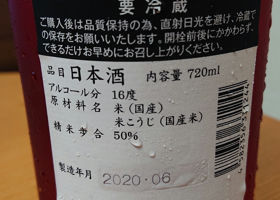 要冷蔵
ご購入後は品質保持の為、直射日光を避け、冷蔵で
の保存をお願いいたします。開栓前後にかかわらず、
できるだけお早めにお召し上がりください。
品目 日本酒 内容量 720ml
アルコール分 16度
原材料名 米(国産)
米こうじ(国産米)
精米歩合 50%
製造年月 2020.06